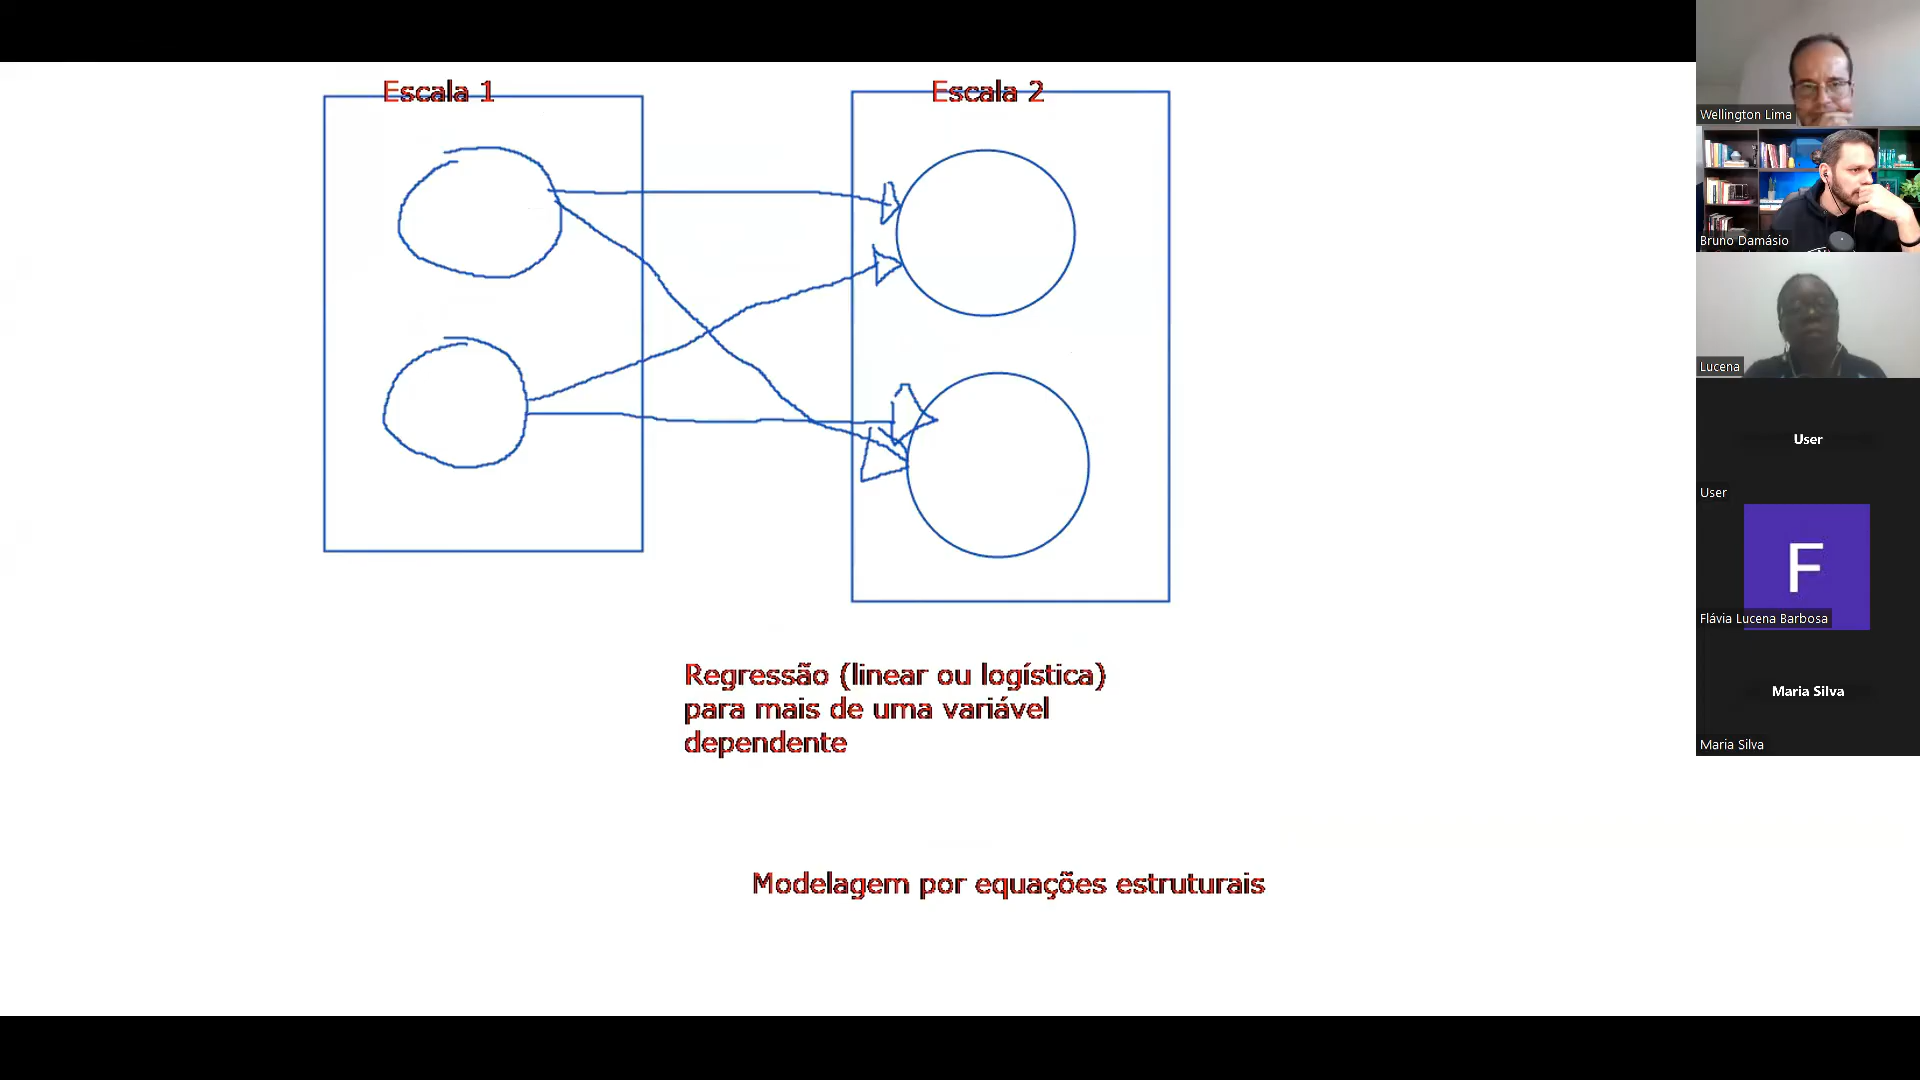 Escala 1
Escala 2
Regressão (linear ou logística)
para mais de uma variável
dependente
Modelagem por equações estruturais
Wellington Lima
Bruno Damásio
Lucena
User
User
F
Flávia Lucena Barbosa
Maria Silva
Maria Silva